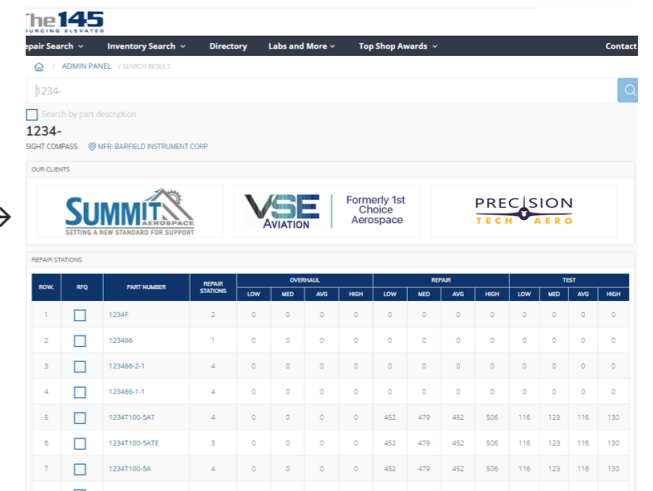 The145
SOURCING ELEVATED
Repair Search Inventory Search Directory Labs and More Top Shop Awards Contact
/ ADMIN PANEL / SEARCH RESULT
1234-
Search by part description
1234-
SIGHT COMPASS MFR: BARFIELD INSTRUMENT CORP
OUR CLIENTS
SUMMIT AEROSPACE
SETTING A NEW STANDARD FOR SUPPORT
VSE AVIATION
Formerly 1st Choice Aerospace
PRECISION TECH AERO
REPAIR STATIONS
ROW. RFQ PART NUMBER REPAIR STATIONS OVERHAUL REPAIR TEST
LOW MED AVG HIGH LOW MED AVG HIGH LOW MED AVG HIGH
1 1234F 2 0 0 0 0 0 0 0 0 0 0 0 0
2 123466 1 0 0 0 0 0 0 0 0 0 0 0 0
3 123466-2-1 4 0 0 0 0 0 0 0 0 0 0 0 0
4 123466-1-1 4 0 0 0 0 0 0 0 0 0 0 0 0
5 1234T100-5AT 4 0 0 0 0 452 479 452 506 116 123 116 130
6 1234T100-5ATE 3 0 0 0 0 452 479 452 506 116 123 116 130
7 1234T100-5A 4 0 0 0 0 452 479 452 506 116 123 116 130